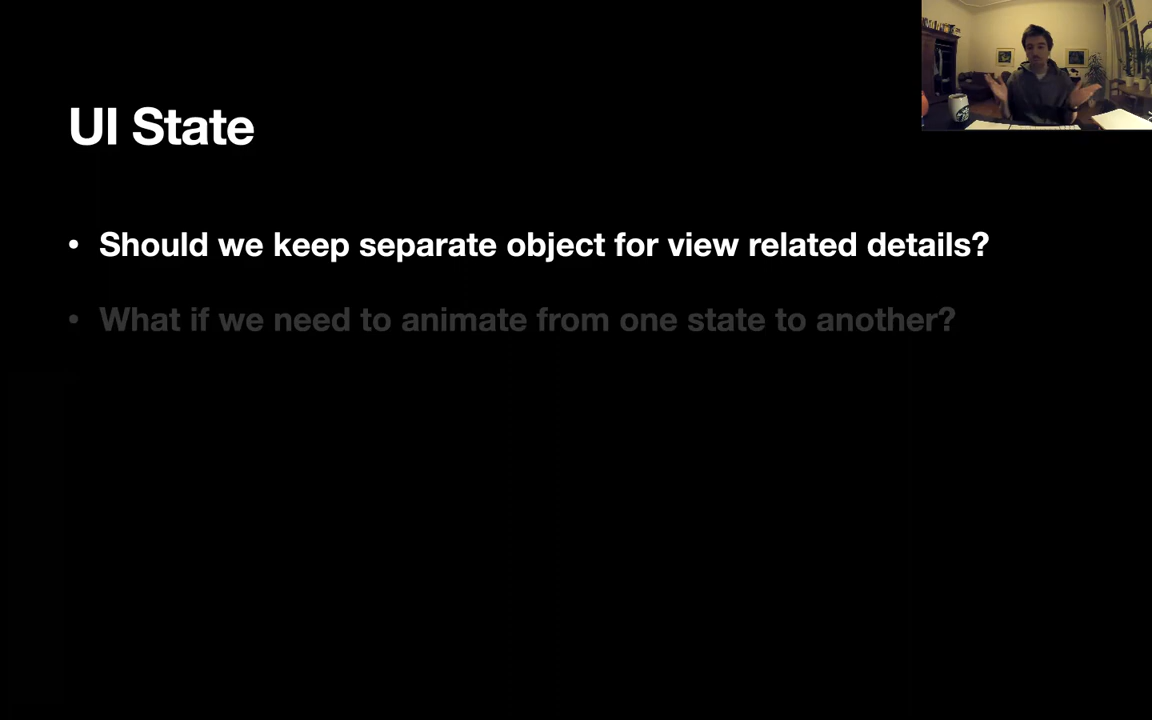 UI State
• Should we keep separate object for view related details?
• What if we need to animate from one state to another?